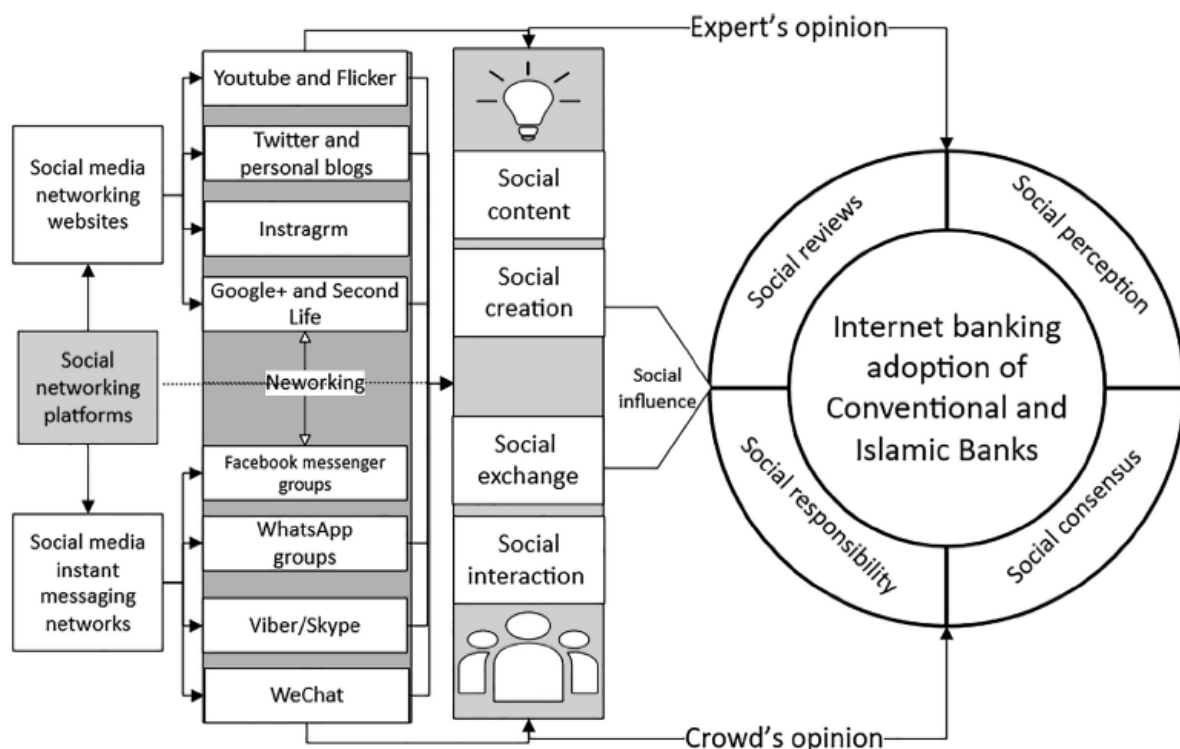 Expert's opinion
Social media
networking
websites
Social
networking
platforms
Social media
instant
messaging
networks
Youtube and Flicker
Twitter and
personal blogs
Instragrm
Google+ and Second
Life
Neworking
Facebook messenger
groups
WhatsApp
groups
Viber/Skype
WeChat
Social
content
Social
creation
Social
exchange
Social
interaction
Social
influence
Social reviews
Social perception
Internet banking
adoption of
Conventional and
Islamic Banks
Social responsibility
Social consensus
Crowd's opinion